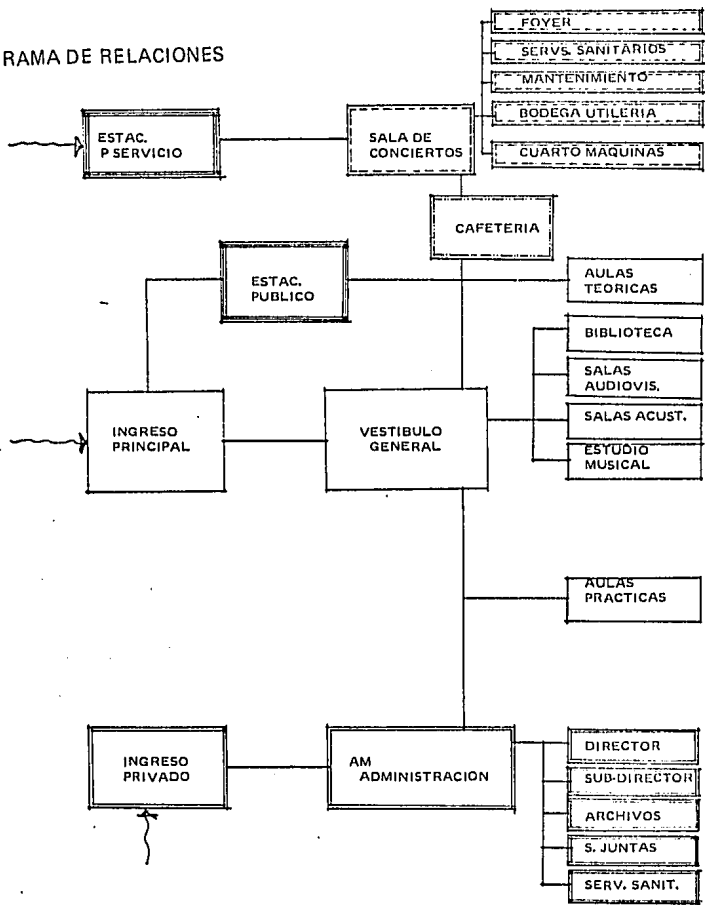 RAMA DE RELACIONES
FOYER
SERVS. SANITARIOS
MANTENIMIENTO
BODEGA UTILERIA
CUARTO MAQUINAS
ESTAC.
P SERVICIO
SALA DE
CONCIERTOS
CAFETERIA
ESTAC.
PUBLICO
AULAS
TEORICAS
BIBLIOTECA
SALAS
AUDIOVIS.
SALAS ACUST.
ESTUDIO
MUSICAL
INGRESO
PRINCIPAL
VESTIBULO
GENERAL
AULAS
PRACTICAS
INGRESO
PRIVADO
AM
ADMINISTRACION
DIRECTOR
SUB-DIRECTOR
ARCHIVOS
S. JUNTAS
SERV. SANIT.